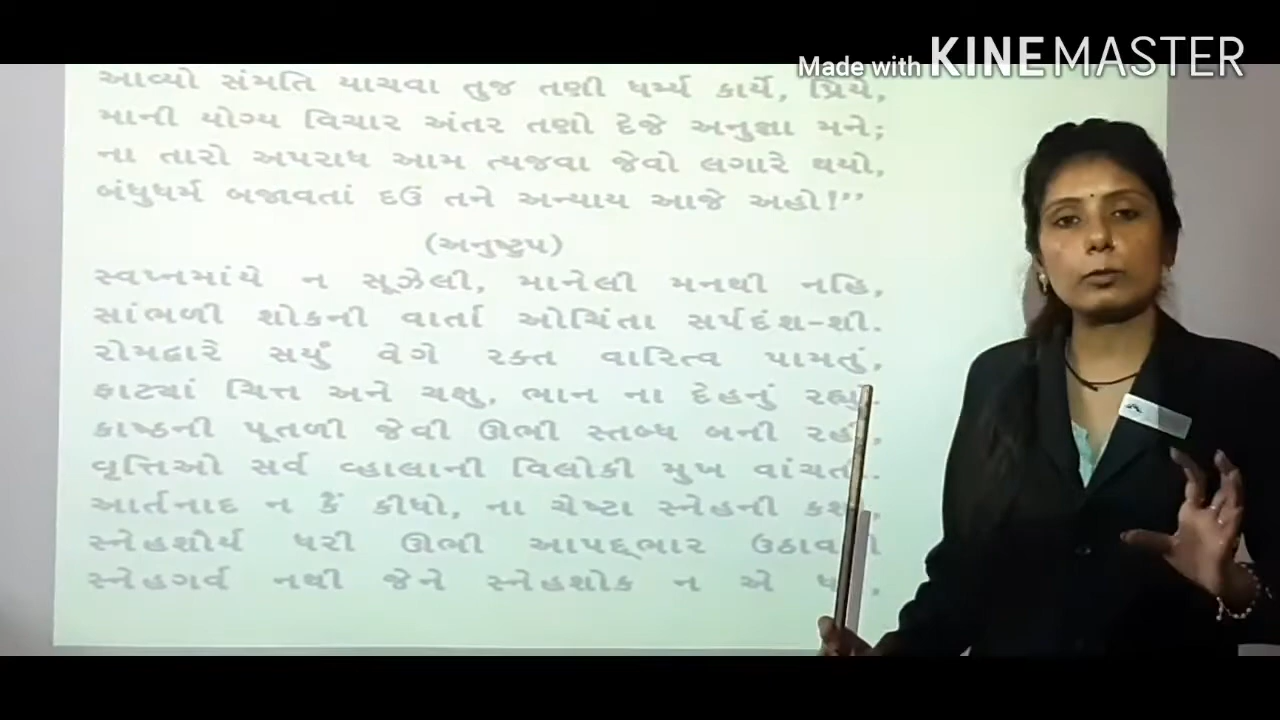 Made with KINEMASTER
આવ્યો સંમતિ યાચવા તુજ તણી ધર્મ્ય કાર્યે, પ્રિયે,
માની યોગ્ય વિચાર અંતર તણો દેજે અનુજ્ઞા મને;
ના તારો અપરાધ આમ ત્યજવા જેવો લગારે થયો,
બંધુધર્મ બજાવતાં દઉં તને અન્યાય આજે અહો!”
(અનુષ્ટુપ)
સ્વપ્નમાંયે ન સૂઝેલી, માનેલી મનથી નહિ,
સાંભળી શોકની વાર્તા ઓચિંતા સર્પદંશ-શી.
રોમદ્વારે સર્યું વેગે રક્ત વારિત્વ પામતું,
ફાટ્યાં ચિત્ત અને ચક્ષુ, ભાન ના દેહનું રહ્યું.
કાષ્ઠની પૂતળી જેવી ઊભી સ્તબ્ધ બની રહી,
વૃત્તિઓ સર્વ વ્હાલાની વિલોકી મુખ
આર્તનાદ ન કૈં કીધો, ના ચેષ્ટા સ્નેહની
સ્નેહશૌર્ય ધરી ઊભી આપદ્ભાર
સ્નેહગર્વ નથી જેને સ્નેહશોક ન એ